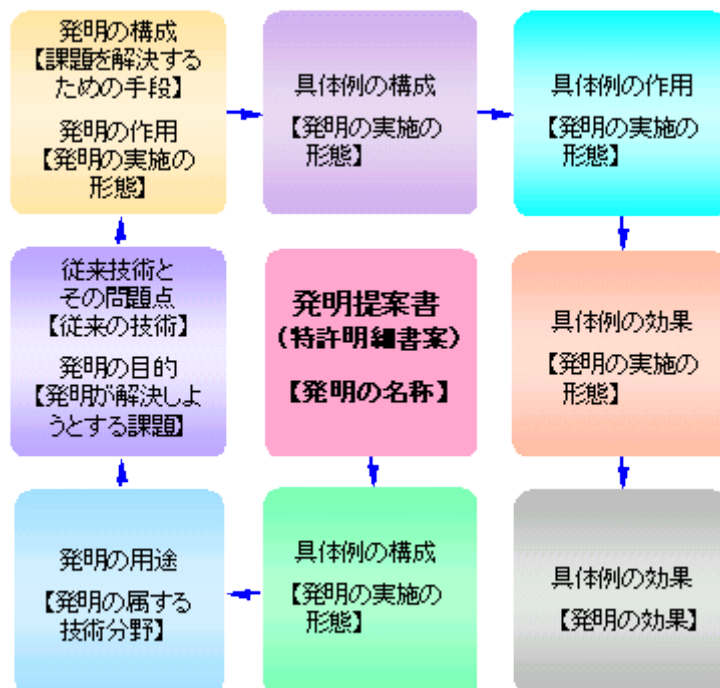 発明の構成
【課題を解決する
ための手段】
発明の作用
【発明の実施の
形態】
具体例の構成
【発明の実施の
形態】
具体例の作用
【発明の実施の
形態】
従来技術と
その問題点
【従来の技術】
発明の目的
【発明が解決しよ
うとする課題】
発明提案書
(特許明細書案)
【発明の名称】
具体例の効果
【発明の実施の
形態】
発明の用途
【発明の属する
技術分野】
具体例の構成
【発明の実施の
形態】
具体例の効果
【発明の効果】